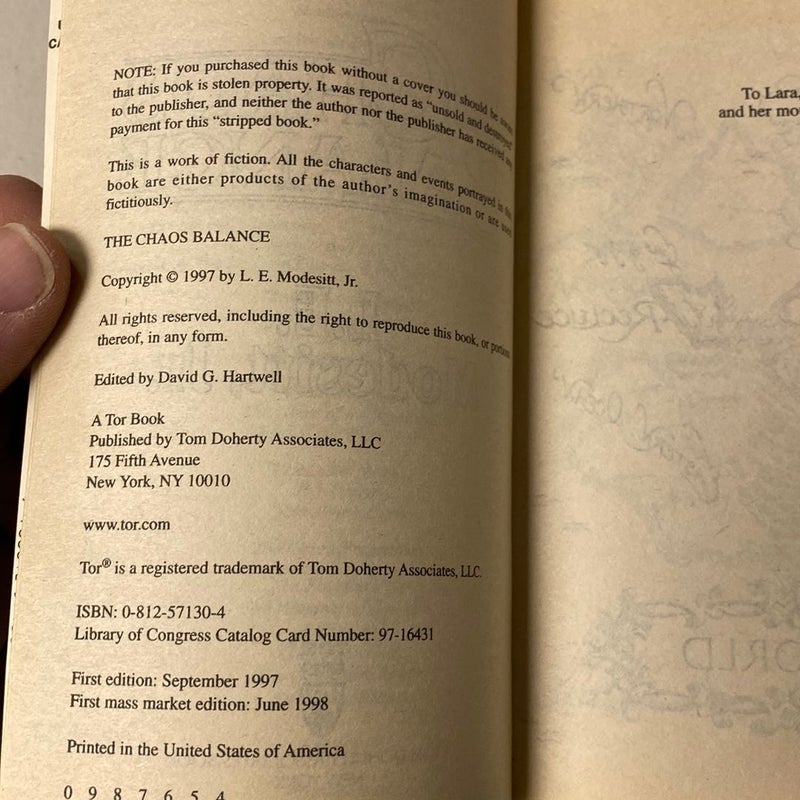 NOTE: If you purchased this book without a cover you should be aware
that this book is stolen property. It was reported as "unsold and destroyed"
to the publisher, and neither the author nor the publisher has received any
payment for this "stripped book."
This is a work of fiction. All the characters and events portrayed in this
book are either products of the author's imagination or are used
fictitiously.
THE CHAOS BALANCE
Copyright © 1997 by L. E. Modesitt, Jr.
All rights reserved, including the right to reproduce this book, or portions
thereof, in any form.
Edited by David G. Hartwell
A Tor Book
Published by Tom Doherty Associates, LLC
175 Fifth Avenue
New York, NY 10010
www.tor.com
Tor® is a registered trademark of Tom Doherty Associates, LLC.
ISBN: 0-812-57130-4
Library of Congress Catalog Card Number: 97-16431
First edition: September 1997
First mass market edition: June 1998
Printed in the United States of America
0 9 8 7 6 5 4
To Lara,
and her